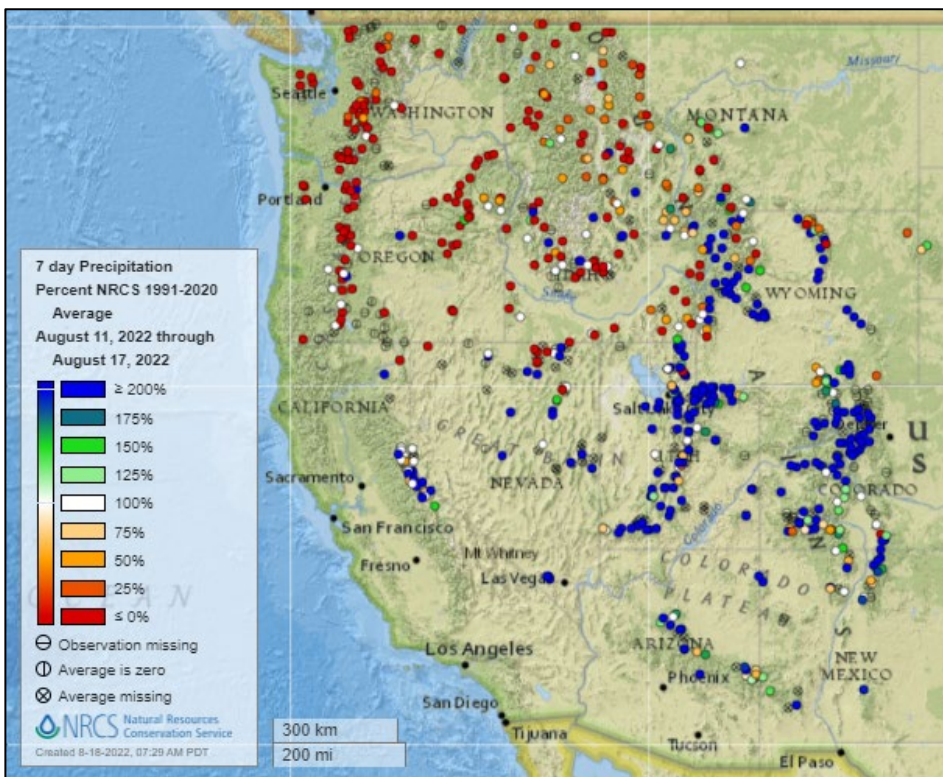 Missouri
Seattle
WASHINGTON
MONTANA
Portland
OREGON
IDAHO
Snake
WYOMING
7 day Precipitation
Percent NRCS 1991-2020
Average
August 11, 2022 through
August 17, 2022
≥ 200%
175%
150%
125%
100%
75%
50%
25%
≤ 0%
Observation missing
Average is zero
Average missing
NRCS Natural Resources
Conservation Service
Created 8-18-2022, 07:29 AM PDT
CALIFORNIA
Salt Lake City
Denver
US
GREAT BASIN
UTAH
NEVADA
COLORADO
Sacramento
San Francisco
Colorado
Fresno
Mt Whitney
Las Vegas
COLORADO
PLATEAU
OCEAN
Los Angeles
ARIZONA
Phoenix
NEW
MEXICO
San Diego
Tijuana
Tucson
El Paso
300 km
200 mi